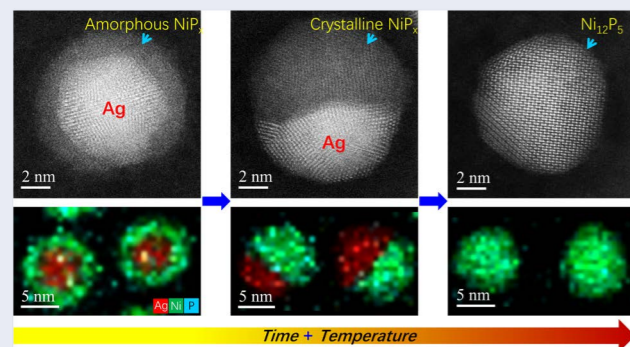 Amorphous NiPₓ
Ag
2 nm
Crystalline NiPₓ
Ag
2 nm
Ni₁₂P₅
2 nm
5 nm
Ag Ni P
5 nm
5 nm
Time + Temperature